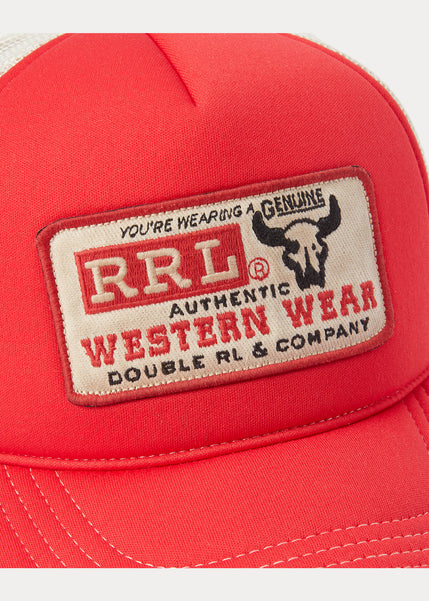 YOU'RE WEARING A GENUINE
RRL®
AUTHENTIC
WESTERN WEAR
DOUBLE RL & COMPANY